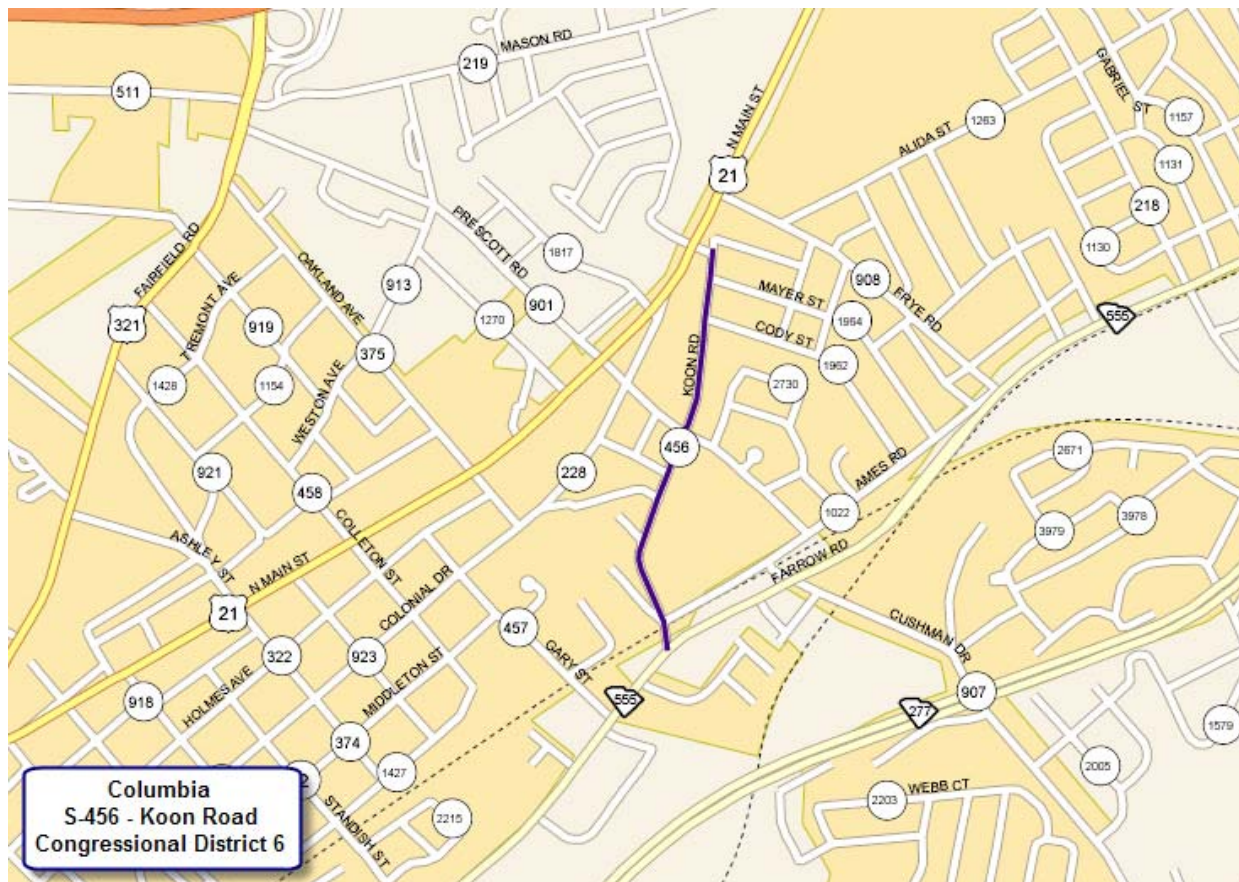 MASON RD
219
511
N MAIN ST
21
GABRIEL ST
1263
1157
ALIDA ST
1131
218
1130
PRESCOTT RD
1817
FAIRFIELD RD
321
TREMONT AVE
OAKLAND AVE
913
901
1270
919
375
908
FRYE RD
MAYER ST
1964
CODY ST
1962
555
KOON RD
2730
1428
1154
WESTON AVE
456
921
458
228
AMES RD
1022
2671
3978
3979
ASHLEY ST
N MAIN ST
COLLETON ST
COLONIAL DR
FARROW RD
21
322
923
457
GARY ST
CUSHMAN DR
907
277
918
HOLMES AVE
MIDDLETON ST
374
555
1579
1427
2005
2203
WEBB CT
STANDISH ST
2215
Columbia
S-456 - Koon Road
Congressional District 6